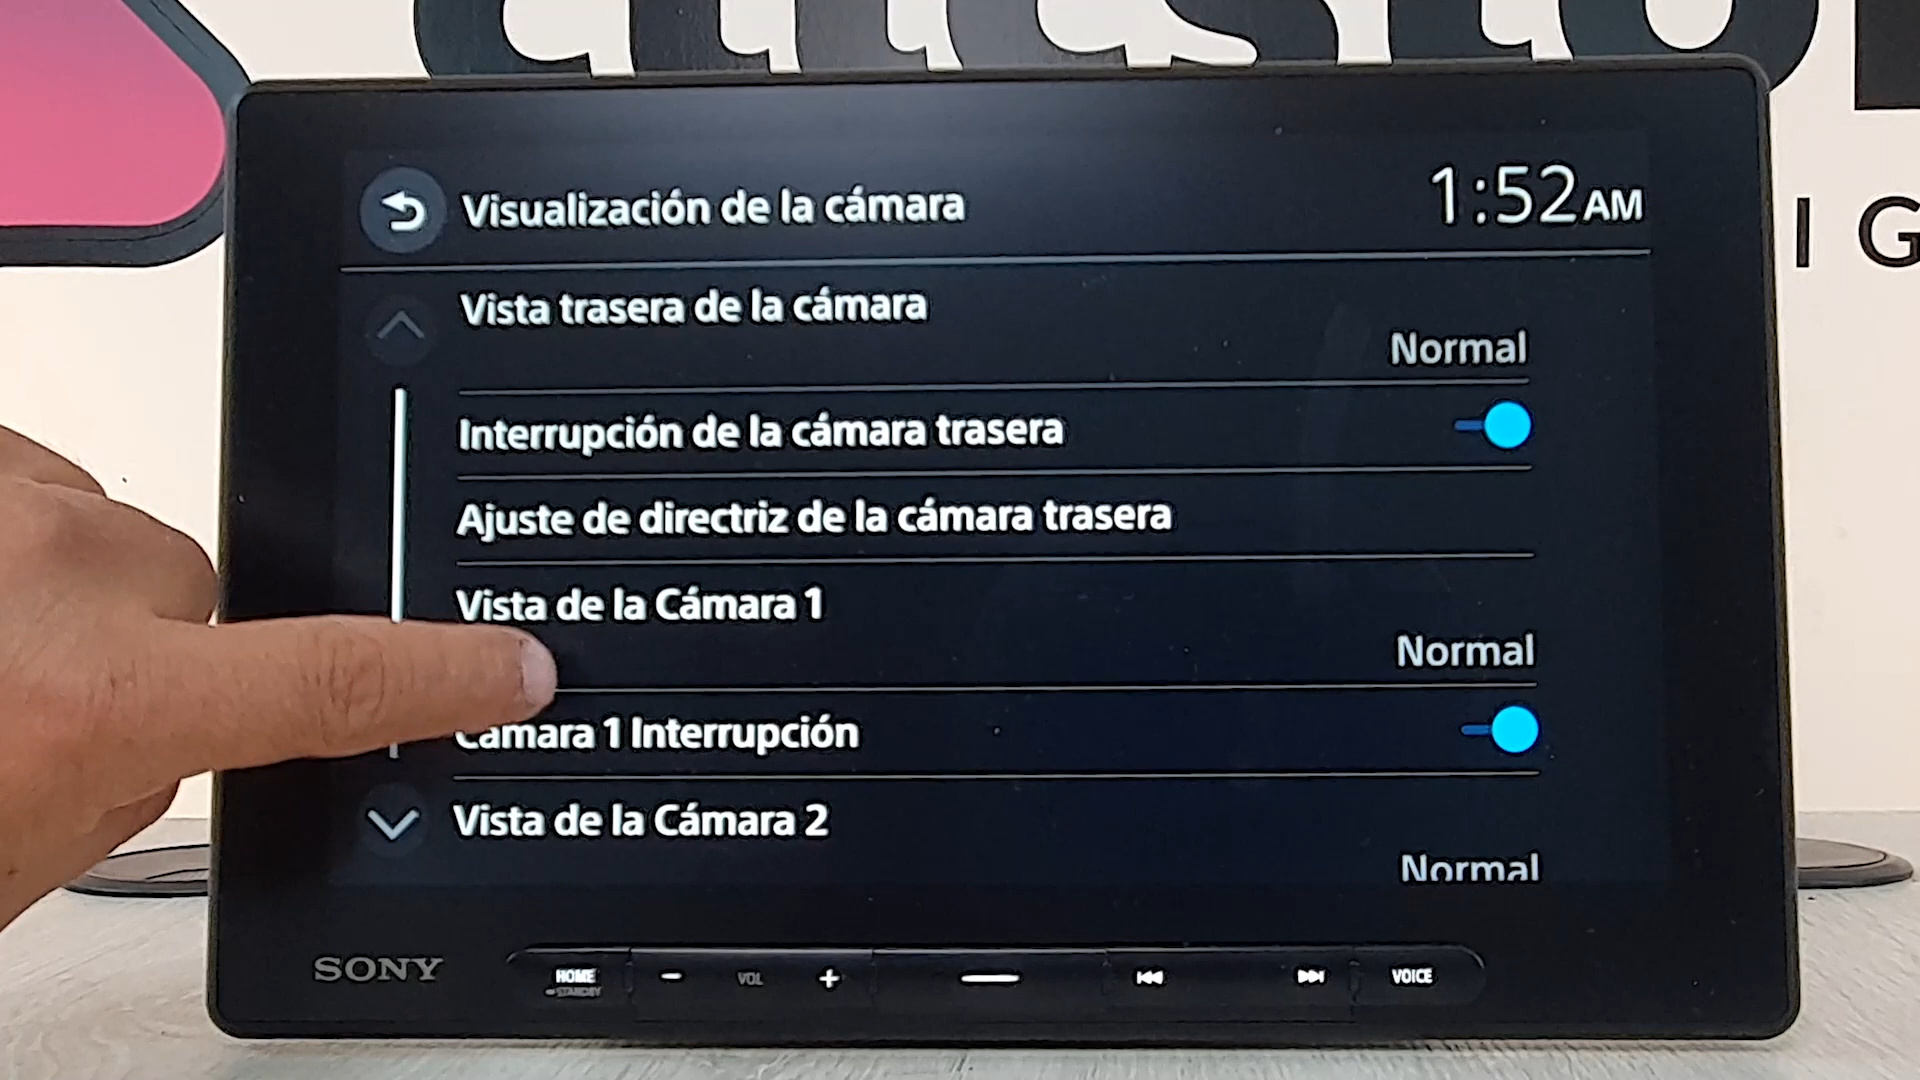 Visualización de la cámara
1:52 AM
I G
Vista trasera de la cámara
Normal
Interrupción de la cámara trasera
Ajuste de directriz de la cámara trasera
Vista de la Cámara 1
Normal
Cámara 1 Interrupción
Vista de la Cámara 2
Normal
SONY
HOME
STANDBY
− VOL +
VOICE